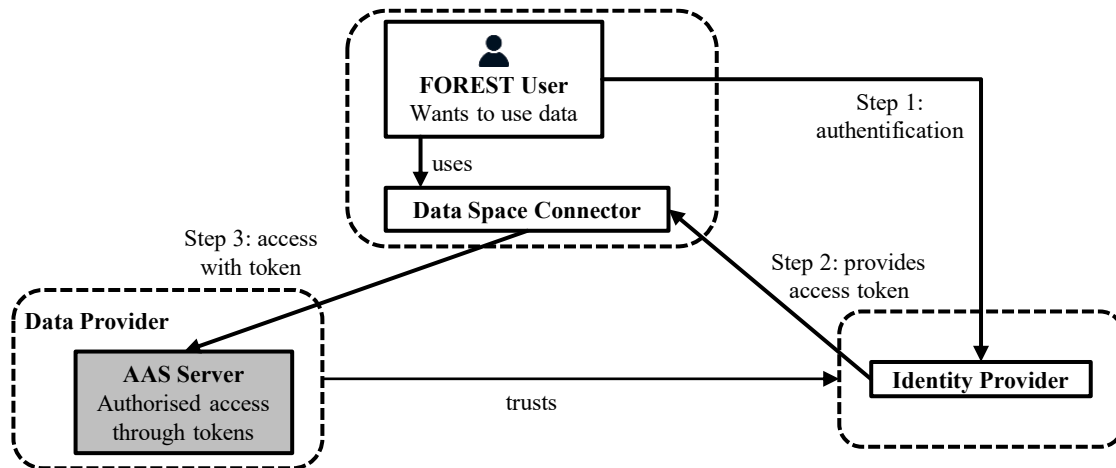 FOREST User
Wants to use data
Step 1:
authentification
uses
Data Space Connector
Step 3: access
with token
Step 2: provides
access token
Data Provider
AAS Server
Authorised access
through tokens
trusts
Identity Provider